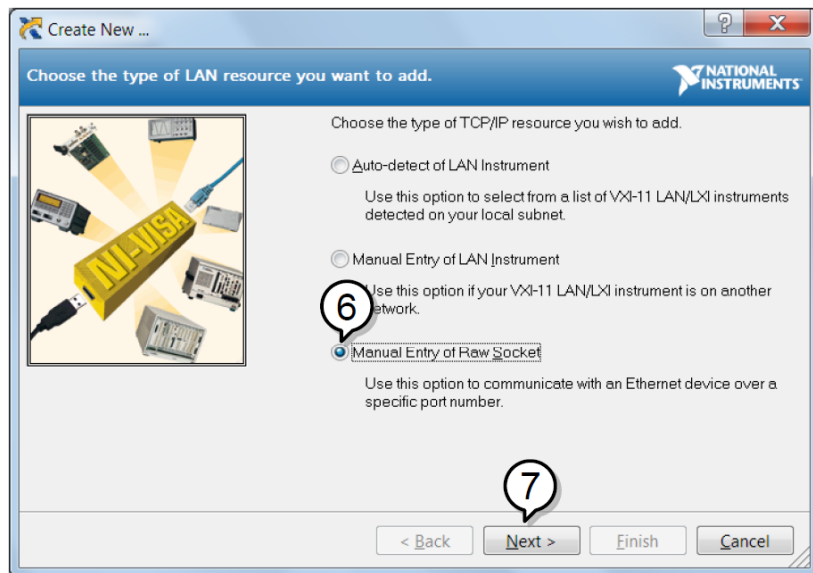 Create New ...
Choose the type of LAN resource you want to add.
NATIONAL
INSTRUMENTS
NI-VISA
Choose the type of TCP/IP resource you wish to add.
Auto-detect of LAN Instrument
Use this option to select from a list of VXI-11 LAN/LXI instruments
detected on your local subnet.
Manual Entry of LAN Instrument
Use this option if your VXI-11 LAN/LXI instrument is on another
network.
6
Manual Entry of Raw Socket
Use this option to communicate with an Ethernet device over a
specific port number.
7
< Back
Next >
Finish
Cancel